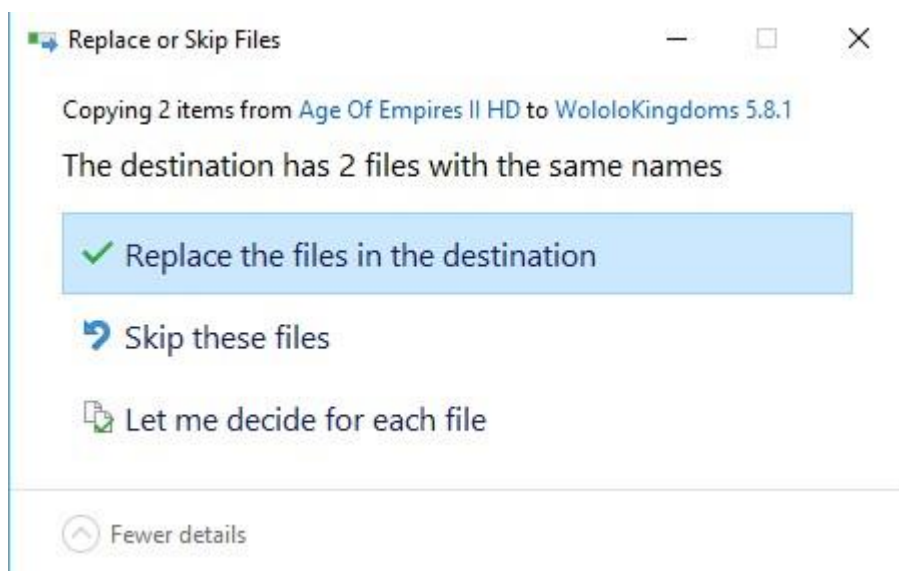 Replace or Skip Files
Copying 2 items from Age Of Empires II HD to WololoKingdoms 5.8.1
The destination has 2 files with the same names
Replace the files in the destination
Skip these files
Let me decide for each file
Fewer details